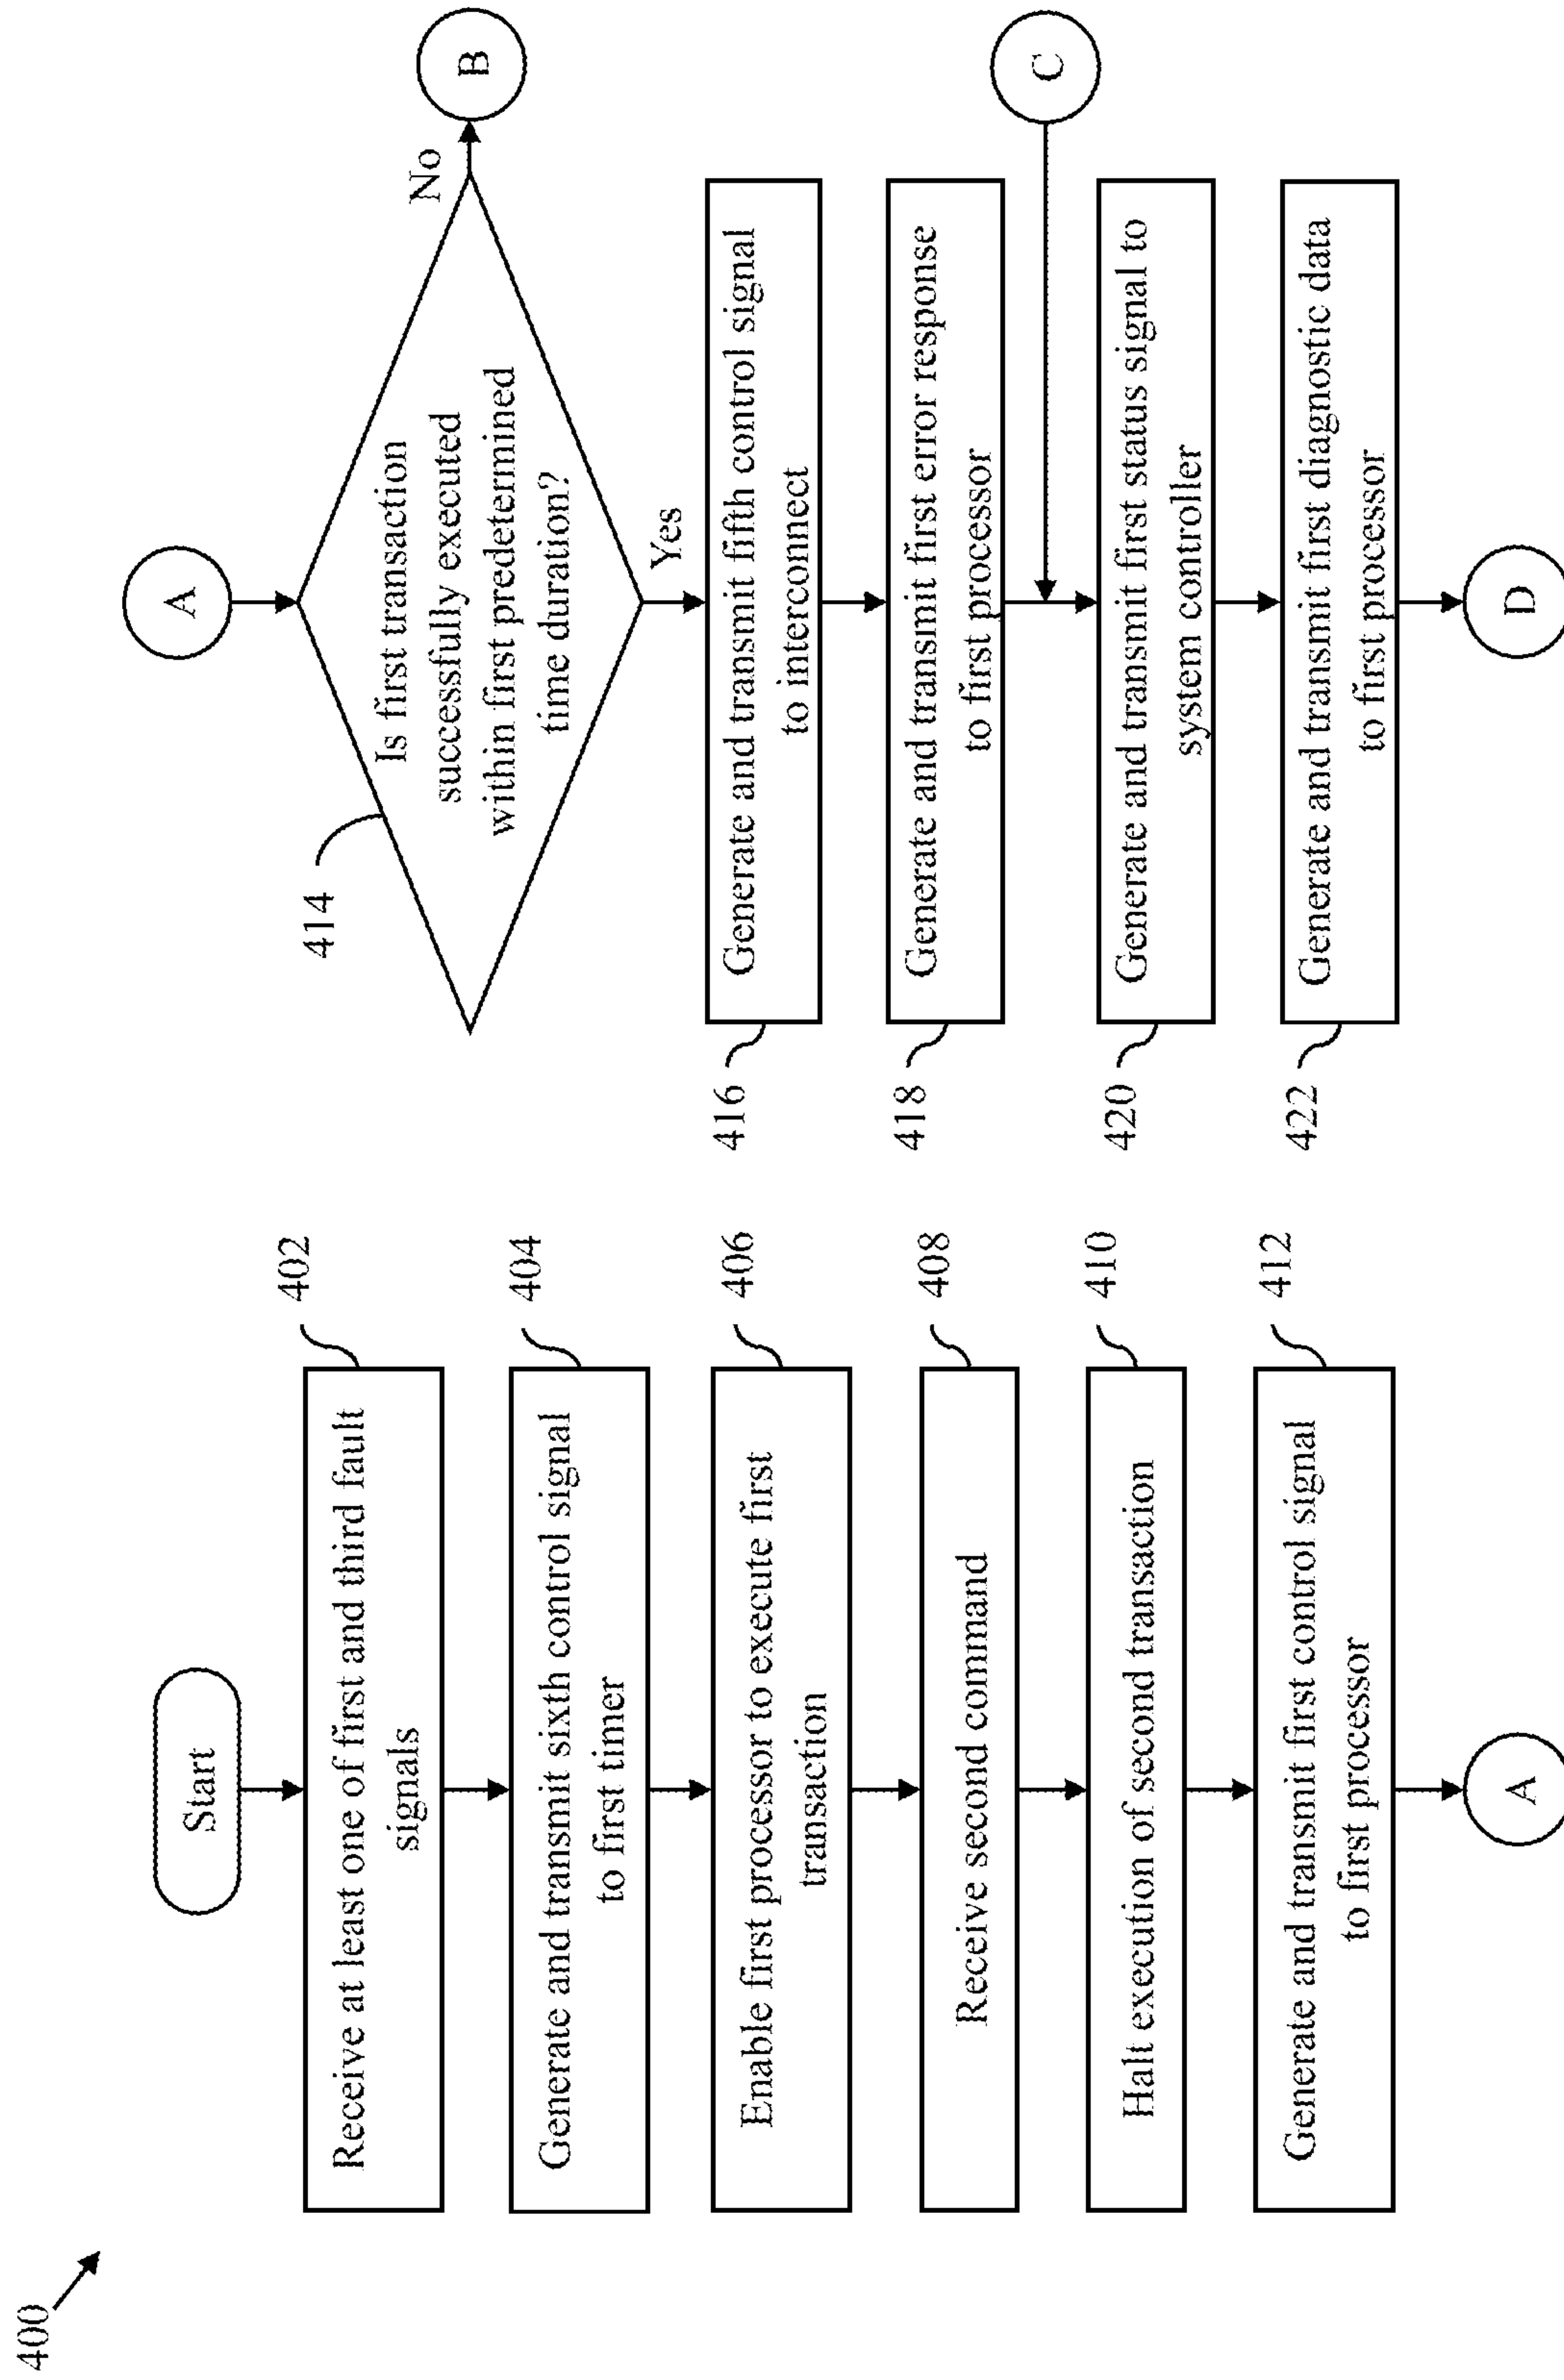 400
Start
Receive at least one of first and third fault
signals
402
Generate and transmit sixth control signal
to first timer
404
Enable first processor to execute first
transaction
406
Receive second command
408
Halt execution of second transaction
410
Generate and transmit first control signal
to first processor
412
A
A
Is first transaction
successfully executed
within first predetermined
time duration?
414
No
B
Yes
Generate and transmit fifth control signal
to interconnect
416
Generate and transmit first error response
to first processor
418
C
Generate and transmit first status signal to
system controller
420
Generate and transmit first diagnostic data
to first processor
422
D